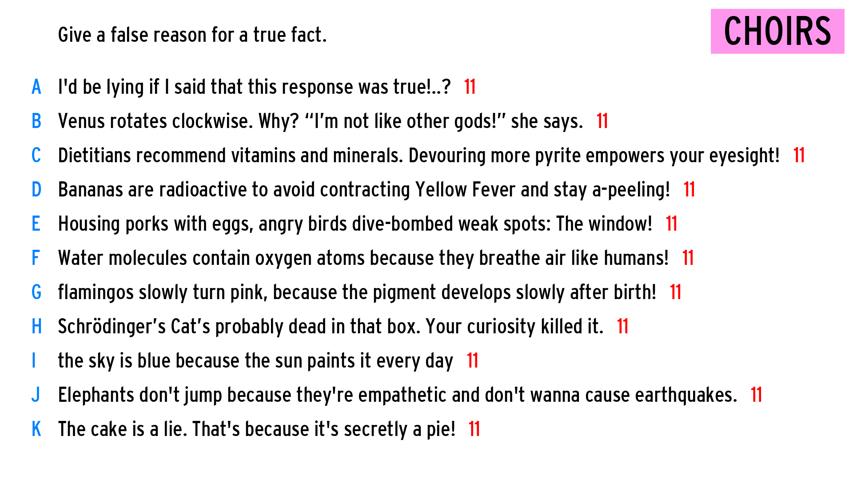 Give a false reason for a true fact.
CHOIRS
A I'd be lying if I said that this response was true!..? 11
B Venus rotates clockwise. Why? “I’m not like other gods!” she says. 11
C Dietitians recommend vitamins and minerals. Devouring more pyrite empowers your eyesight! 11
D Bananas are radioactive to avoid contracting Yellow Fever and stay a-peeling! 11
E Housing porks with eggs, angry birds dive-bombed weak spots: The window! 11
F Water molecules contain oxygen atoms because they breathe air like humans! 11
G flamingos slowly turn pink, because the pigment develops slowly after birth! 11
H Schrödinger’s Cat’s probably dead in that box. Your curiosity killed it. 11
I the sky is blue because the sun paints it every day 11
J Elephants don't jump because they're empathetic and don't wanna cause earthquakes. 11
K The cake is a lie. That's because it's secretly a pie! 11